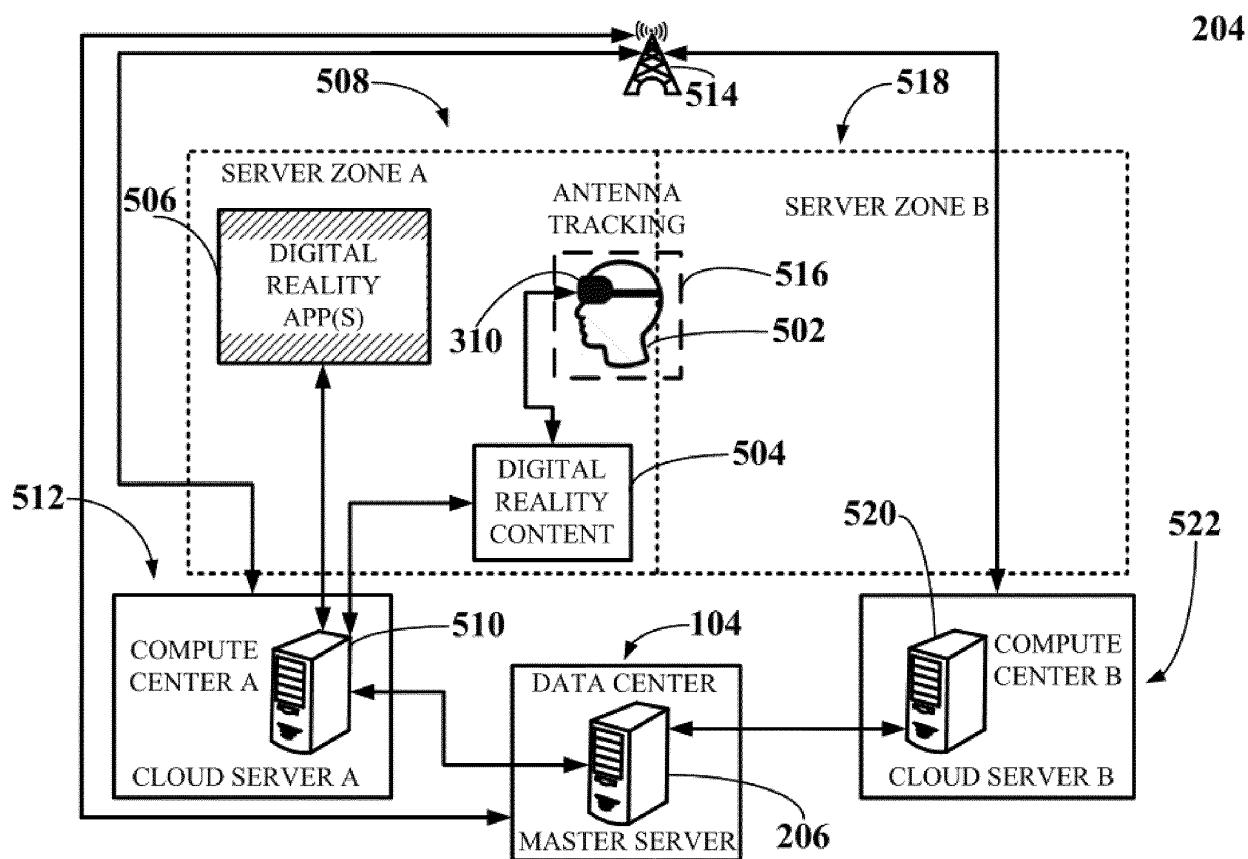 204
514
508
518
SERVER ZONE A
506
ANTENNA
TRACKING
SERVER ZONE B
DIGITAL
REALITY
APP(S)
516
310
502
504
DIGITAL
REALITY
CONTENT
512
520
522
510
104
COMPUTE
CENTER A
COMPUTE
CENTER B
DATA CENTER
CLOUD SERVER A
CLOUD SERVER B
MASTER SERVER
206